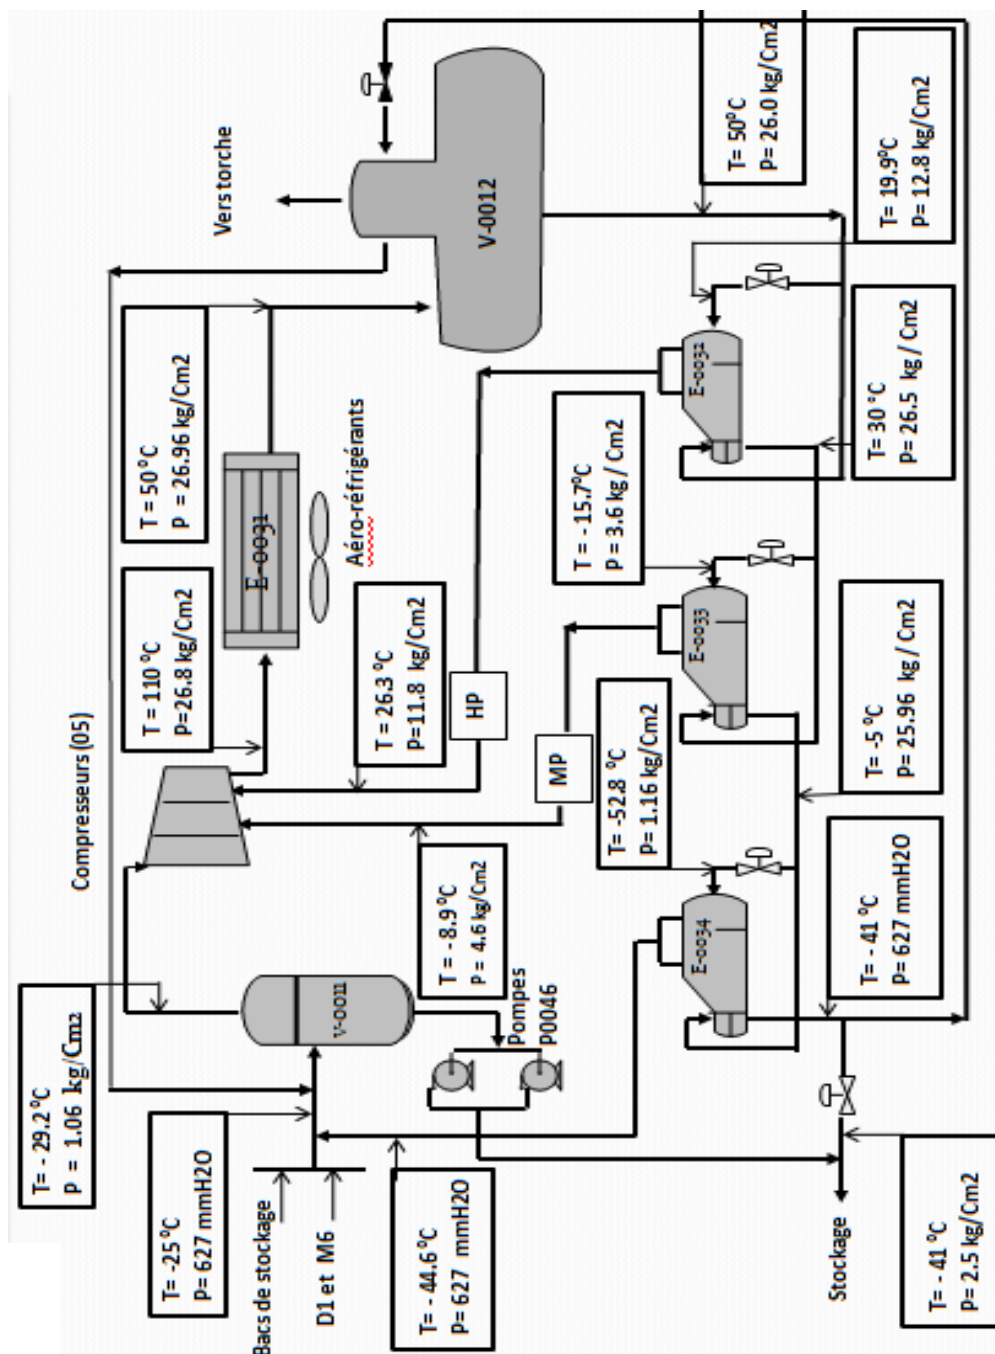 T= - 29.2 °C
P = 1.06 kg/Cm2
T= -25 °C
P= 627 mmH2O
Bacs de stockage
D1 et M6
T= - 44.6°C
P= 627 mmH2O
Compresseurs (05)
V-0011
Pompes
P0046
T = - 8.9 °C
P = 4.6 kg/Cm2
T = 110 °C
P=26.8 kg/Cm2
T = 50 °C
P = 26.96 kg/Cm2
E-0031
Aéro-réfrigérants
T = 26.3 °C
P=11.8 kg/Cm2
HP
MP
Vers torche
V-0012
T= 50°C
P= 26.0 kg/Cm2
T= 19.9°C
P= 12.8 kg/Cm2
E-0032
T= 30 °C
P= 26.5 kg / Cm2
T = - 15.7°C
P= 3.6 kg / Cm2
E-0033
T= -5 °C
P= 25.96 kg / Cm2
T= -52.8 °C
P= 1.16 kg/Cm2
E-0034
T= - 41 °C
P= 627 mmH2O
Stockage
T= - 41 °C
P= 2.5 kg/Cm2